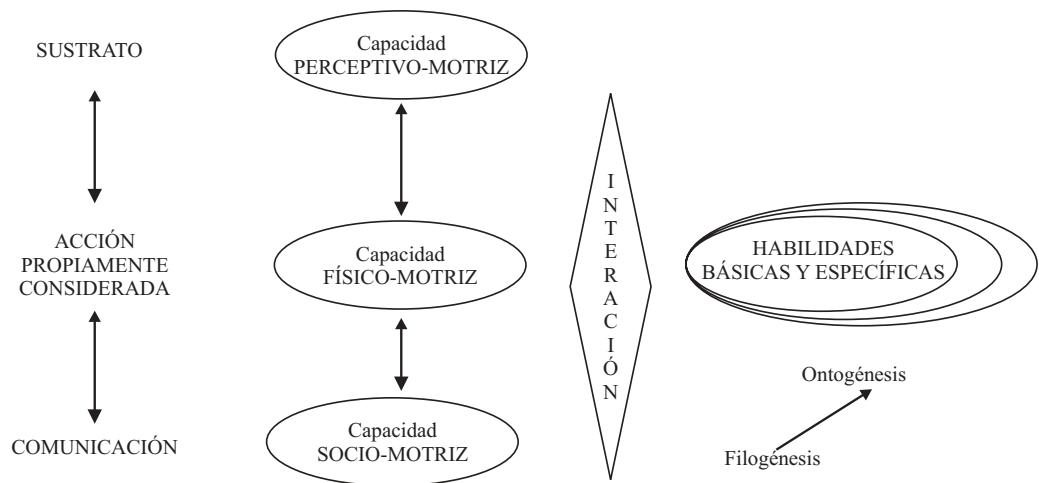 SUSTRATO
Capacidad
PERCEPTIVO-MOTRIZ
ACCIÓN
PROPIAMENTE
CONSIDERADA
Capacidad
FÍSICO-MOTRIZ
COMUNICACIÓN
Capacidad
SOCIO-MOTRIZ
INTERACIÓN
HABILIDADES
BÁSICAS Y ESPECÍFICAS
Ontogénesis
Filogénesis